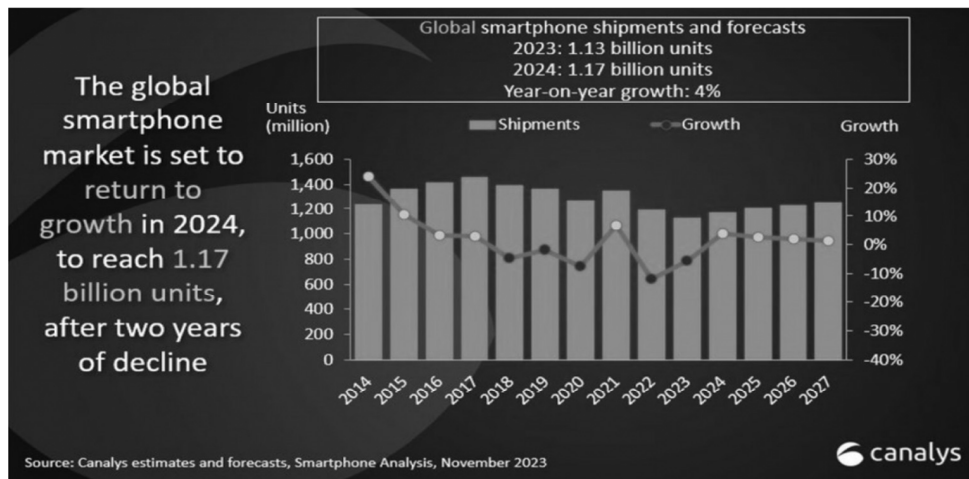 Global smartphone shipments and forecasts
2023: 1.13 billion units
2024: 1.17 billion units
Year-on-year growth: 4%
The global
smartphone
market is set to
return to
growth in 2024,
to reach 1.17
billion units,
after two years
of decline
Units
(million)
Shipments
Growth
Growth
1,600
1,400
1,200
1,000
800
600
400
200
0
30%
20%
10%
0%
-10%
-20%
-30%
-40%
2014
2015
2016
2017
2018
2019
2020
2021
2022
2023
2024
2025
2026
2027
Source: Canalys estimates and forecasts, Smartphone Analysis, November 2023
canalys